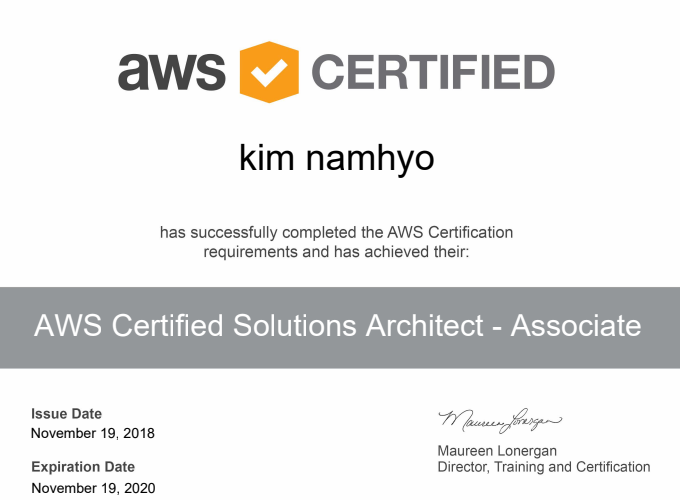 aws CERTIFIED
kim namhyo
has successfully completed the AWS Certification
requirements and has achieved their:
AWS Certified Solutions Architect - Associate
Issue Date
November 19, 2018
Expiration Date
November 19, 2020
Maureen Lonergan
Maureen Lonergan
Director, Training and Certification